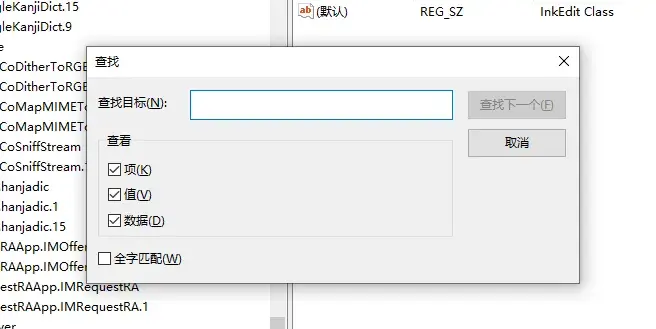 gleKanjiDict.15
gleKanjiDict.9
e
CoDitherToRGE
CoDitherToRGE
CoMapMIMETo
CoMapMIMETo
CoSniffStream
CoSniffStream.
.hanjadic
.hanjadic.1
.hanjadic.15
RAApp.IMOffer
RAApp.IMOffer
estRAApp.IMRequestRA
estRAApp.IMRequestRA.1
ver
ab (默认) REG_SZ InkEdit Class
查找
查找目标(N):
查找下一个(F)
取消
查看
项(K)
值(V)
数据(D)
全字匹配(W)